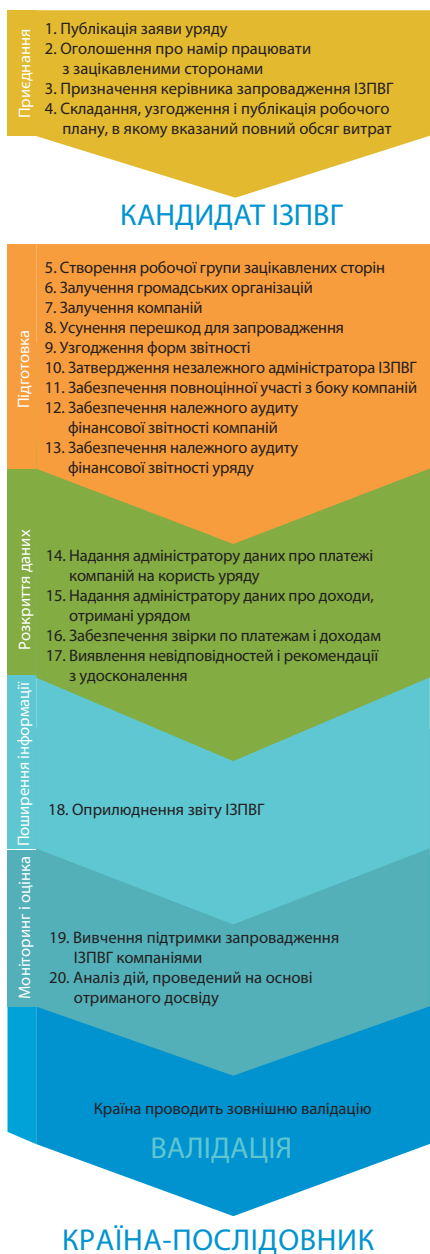 Приєднання
1. Публікація заяви уряду
2. Оголошення про намір працювати
з зацікавленими сторонами
3. Призначення керівника запровадження ІЗПВГ
4. Складання, узгодження і публікація робочого
плану, в якому вказаний повний обсяг витрат
КАНДИДАТ ІЗПВГ
Підготовка
5. Створення робочої групи зацікавлених сторін
6. Залучення громадських організацій
7. Залучення компаній
8. Усунення перешкод для запровадження
9. Узгодження форм звітності
10. Затвердження незалежного адміністратора ІЗПВГ
11. Забезпечення повноцінної участі з боку компаній
12. Забезпечення належного аудиту
фінансової звітності компаній
13. Забезпечення належного аудиту
фінансової звітності уряду
Розкриття даних
14. Надання адміністратору даних про платежі
компаній на користь уряду
15. Надання адміністратору даних про доходи,
отримані урядом
16. Забезпечення звірки по платежам і доходам
17. Виявлення невідповідностей і рекомендації
з удосконалення
Поширення інформації
18. Оприлюднення звіту ІЗПВГ
Моніторинг і оцінка
19. Вивчення підтримки запровадження
ІЗПВГ компаніями
20. Аналіз дій, проведений на основі
отриманого досвіду
Країна проводить зовнішню валідацію
ВАЛІДАЦІЯ
КРАЇНА-ПОСЛІДОВНИК